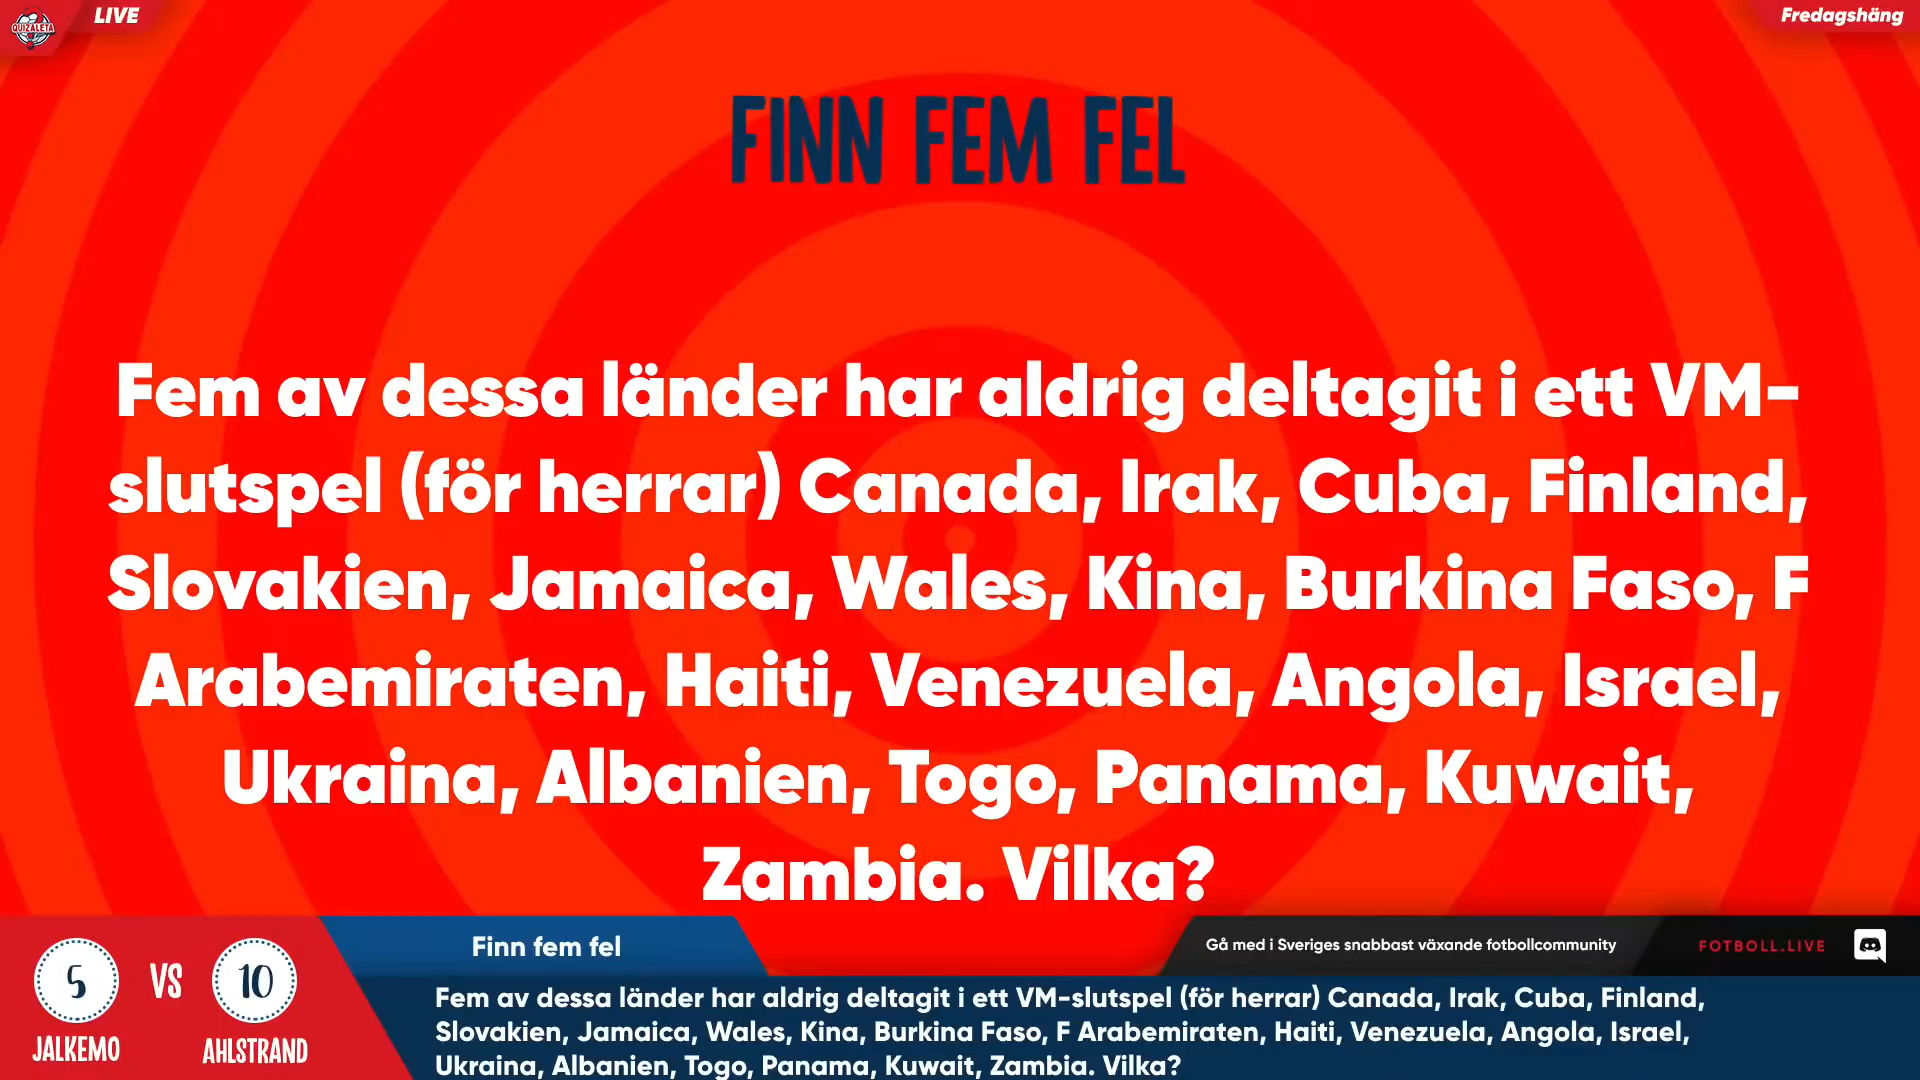 QUIZALETA
LIVE
Fredagshäng
FINN FEM FEL
Fem av dessa länder har aldrig deltagit i ett VM-
slutspel (för herrar) Canada, Irak, Cuba, Finland,
Slovakien, Jamaica, Wales, Kina, Burkina Faso, F
Arabemiraten, Haiti, Venezuela, Angola, Israel,
Ukraina, Albanien, Togo, Panama, Kuwait,
Zambia. Vilka?
5 VS 10
JALKEMO AHLSTRAND
Finn fem fel
Gå med i Sveriges snabbast växande fotbollcommunity
FOTBOLL.LIVE
Fem av dessa länder har aldrig deltagit i ett VM-slutspel (för herrar) Canada, Irak, Cuba, Finland,
Slovakien, Jamaica, Wales, Kina, Burkina Faso, F Arabemiraten, Haiti, Venezuela, Angola, Israel,
Ukraina, Albanien, Togo, Panama, Kuwait, Zambia. Vilka?